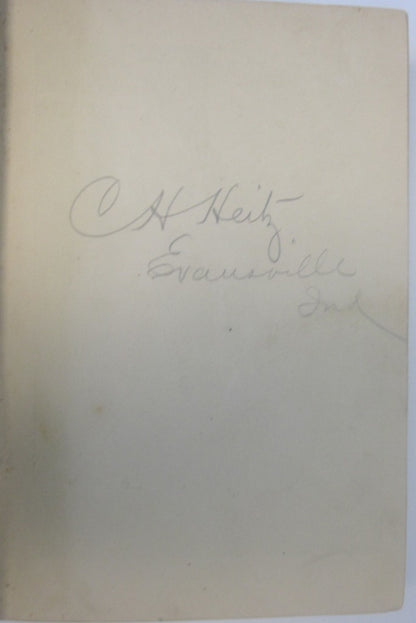 C H Heitz
Evansville
Ind